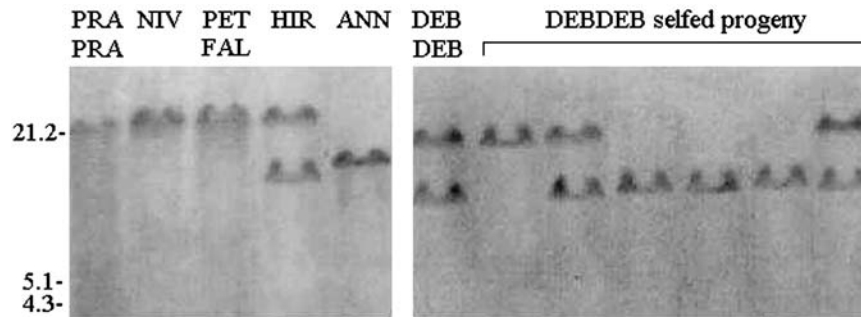 PRA NIV PET HIR ANN DEB DEBDEB selfed progeny
PRA FAL DEB
21.2-
5.1-
4.3-